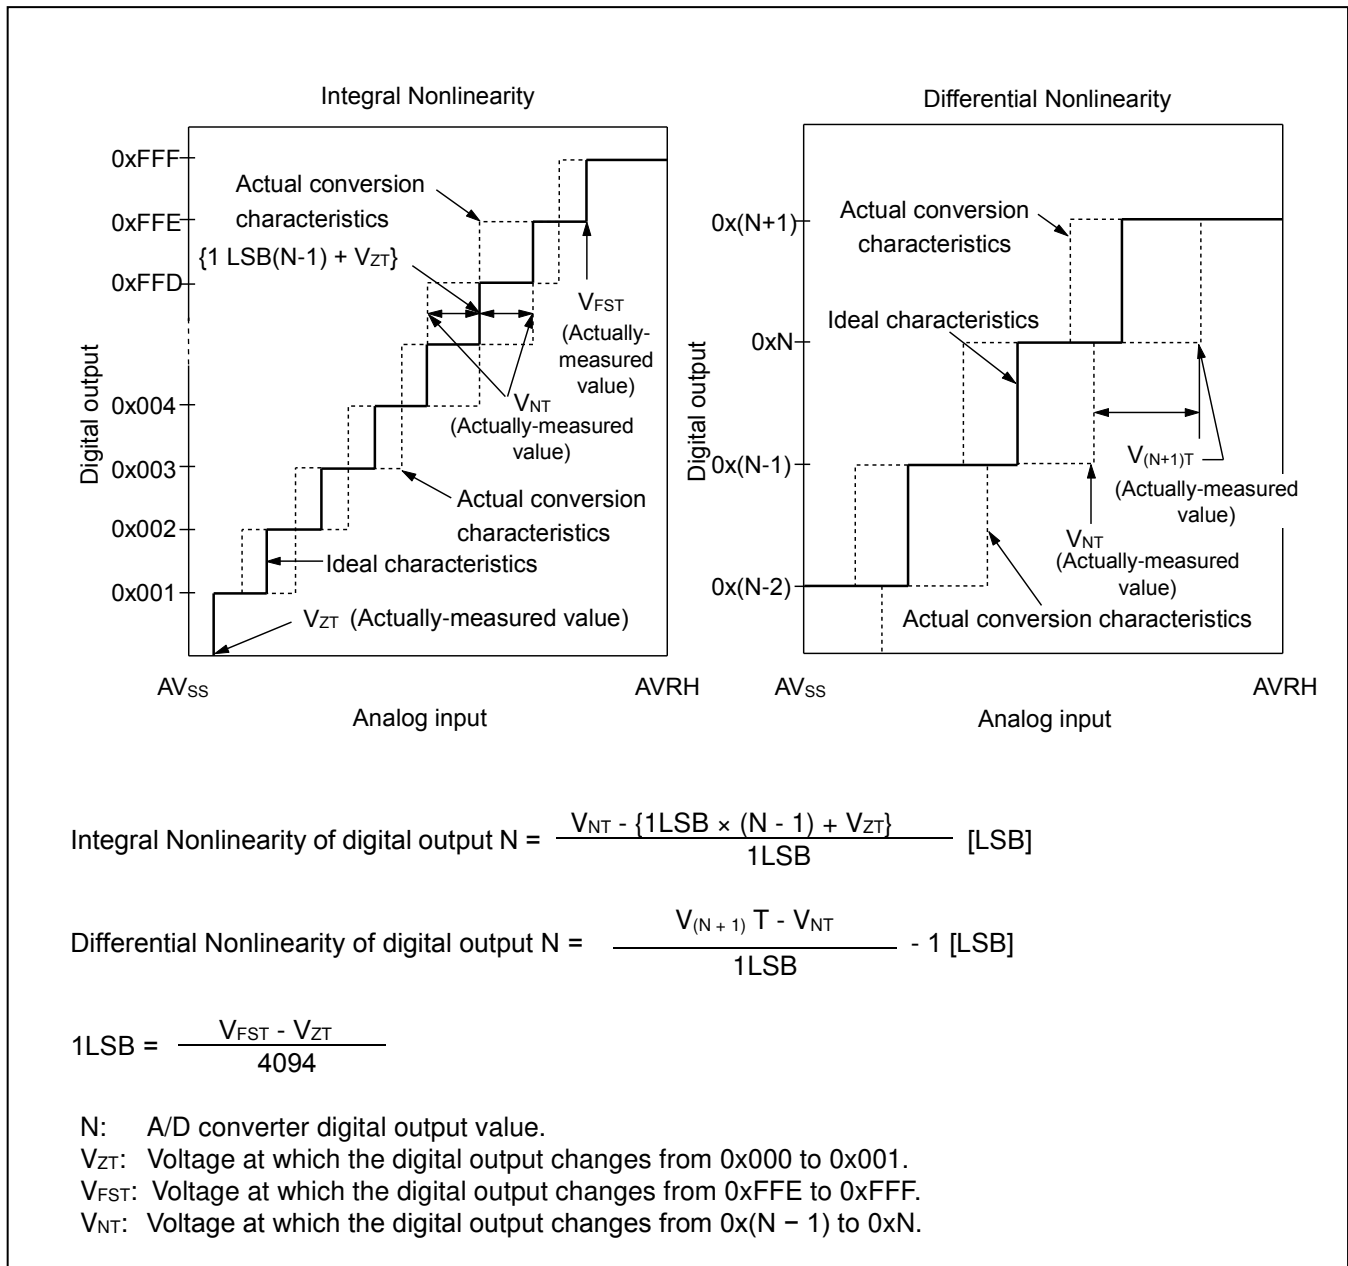 Integral Nonlinearity
0xFFF
0xFFE
0xFFD
0x004
0x003
0x002
0x001
Digital output
Actual conversion
characteristics
{1 LSB(N-1) + VZT}
VFST
(Actually-
measured
value)
VNT
(Actually-measured
value)
Actual conversion
characteristics
Ideal characteristics
VZT (Actually-measured value)
AVSS
AVRH
Analog input
Differential Nonlinearity
0x(N+1)
0xN
0x(N-1)
0x(N-2)
Digital output
Actual conversion
characteristics
Ideal characteristics
V(N+1)T
(Actually-measured
value)
VNT
(Actually-measured
value)
Actual conversion characteristics
AVSS
AVRH
Analog input
Integral Nonlinearity of digital output N = VNT - {1LSB × (N - 1) + VZT} [LSB]
1LSB
Differential Nonlinearity of digital output N = V(N + 1) T - VNT - 1 [LSB]
1LSB
1LSB = VFST - VZT
4094
N: A/D converter digital output value.
VZT: Voltage at which the digital output changes from 0x000 to 0x001.
VFST: Voltage at which the digital output changes from 0xFFE to 0xFFF.
VNT: Voltage at which the digital output changes from 0x(N − 1) to 0xN.